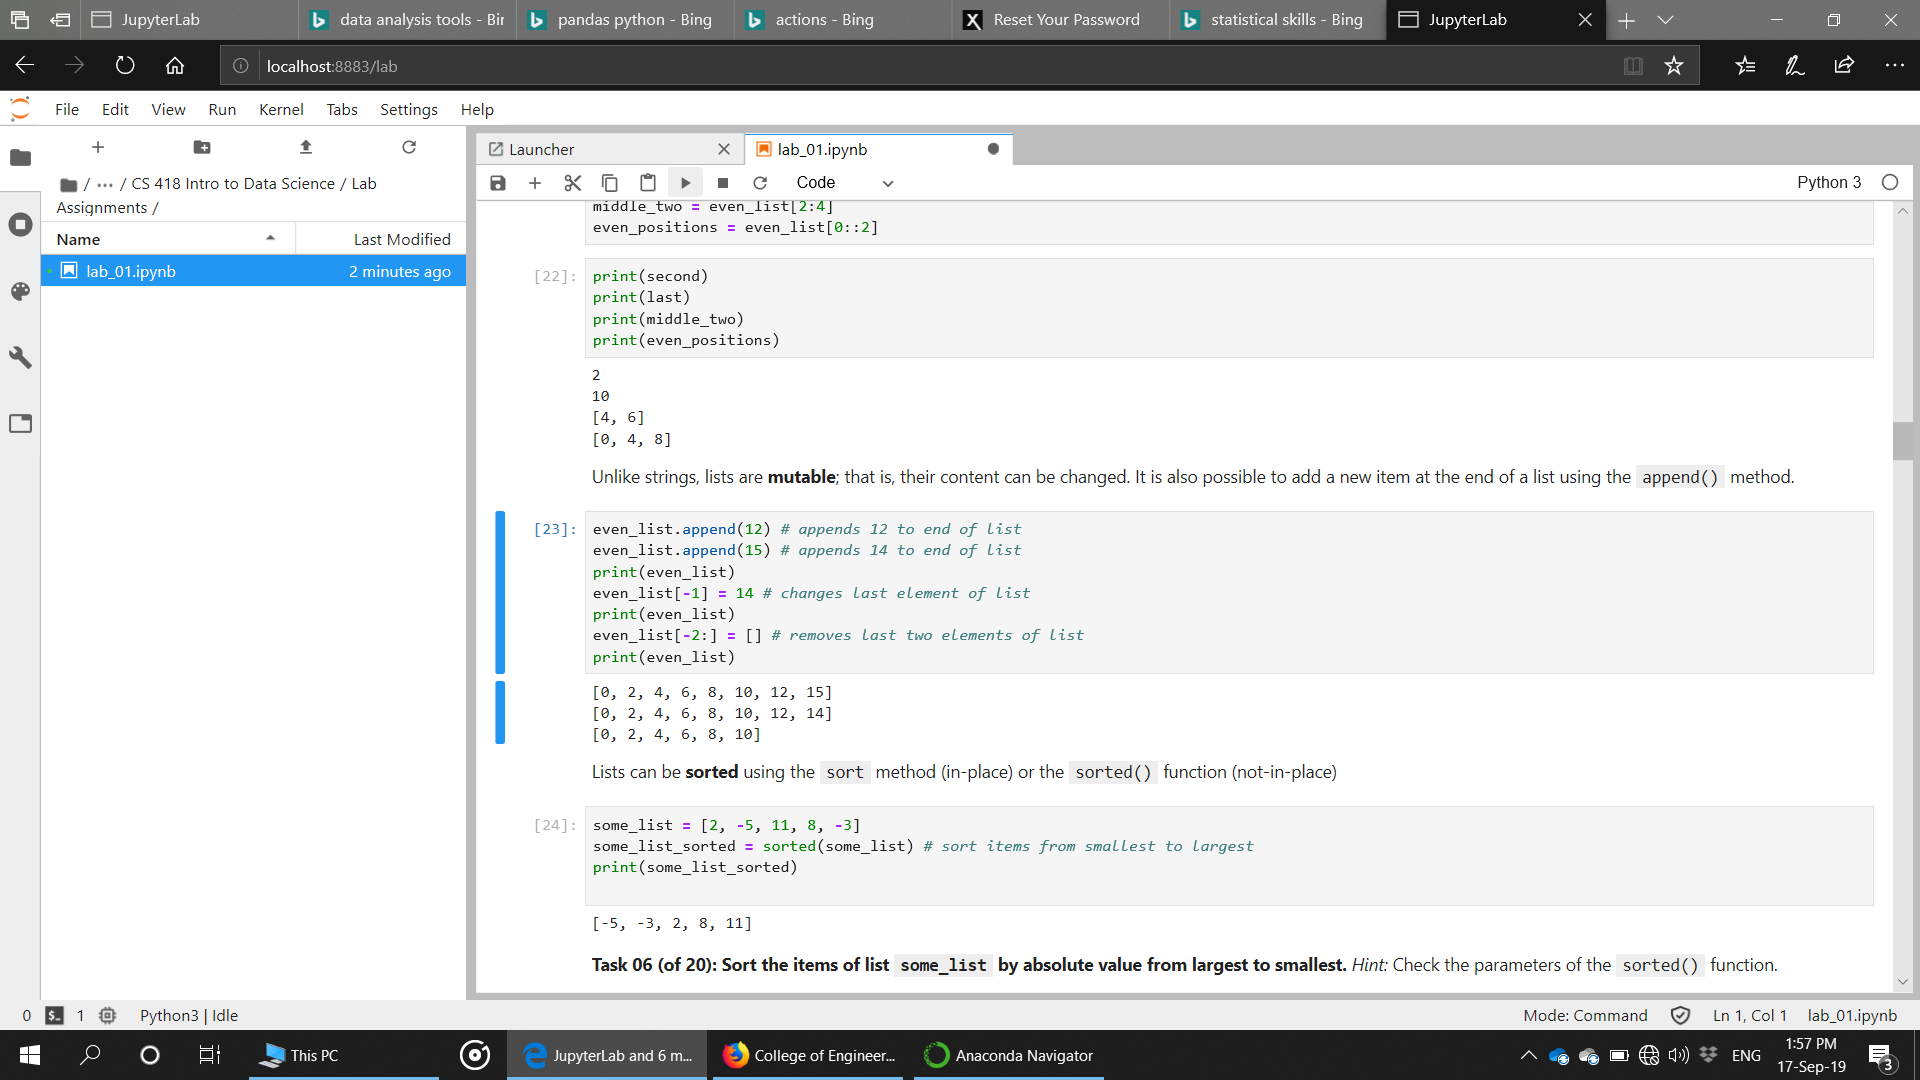 JupyterLab
data analysis tools - Bin
pandas python - Bing
actions - Bing
Reset Your Password
statistical skills - Bing
JupyterLab
localhost:8883/lab
File Edit View Run Kernel Tabs Settings Help
/ ... / CS 418 Intro to Data Science / Lab
Assignments /
Name Last Modified
lab_01.ipynb 2 minutes ago
Launcher
lab_01.ipynb
Code
Python 3
middle_two = even_list[2:4]
even_positions = even_list[0::2]
[22]: print(second)
print(last)
print(middle_two)
print(even_positions)
2
10
[4, 6]
[0, 4, 8]
Unlike strings, lists are mutable; that is, their content can be changed. It is also possible to add a new item at the end of a list using the append() method.
[23]: even_list.append(12) # appends 12 to end of list
even_list.append(15) # appends 14 to end of list
print(even_list)
even_list[-1] = 14 # changes last element of list
print(even_list)
even_list[-2:] = [] # removes last two elements of list
print(even_list)
[0, 2, 4, 6, 8, 10, 12, 15]
[0, 2, 4, 6, 8, 10, 12, 14]
[0, 2, 4, 6, 8, 10]
Lists can be sorted using the sort method (in-place) or the sorted() function (not-in-place)
[24]: some_list = [2, -5, 11, 8, -3]
some_list_sorted = sorted(some_list) # sort items from smallest to largest
print(some_list_sorted)
[-5, -3, 2, 8, 11]
Task 06 (of 20): Sort the items of list some_list by absolute value from largest to smallest. Hint: Check the parameters of the sorted() function.
0 $_ 1 Python3 | Idle
Mode: Command Ln 1, Col 1 lab_01.ipynb
This PC
JupyterLab and 6 m...
College of Engineer...
Anaconda Navigator
ENG
1:57 PM
17-Sep-19
3